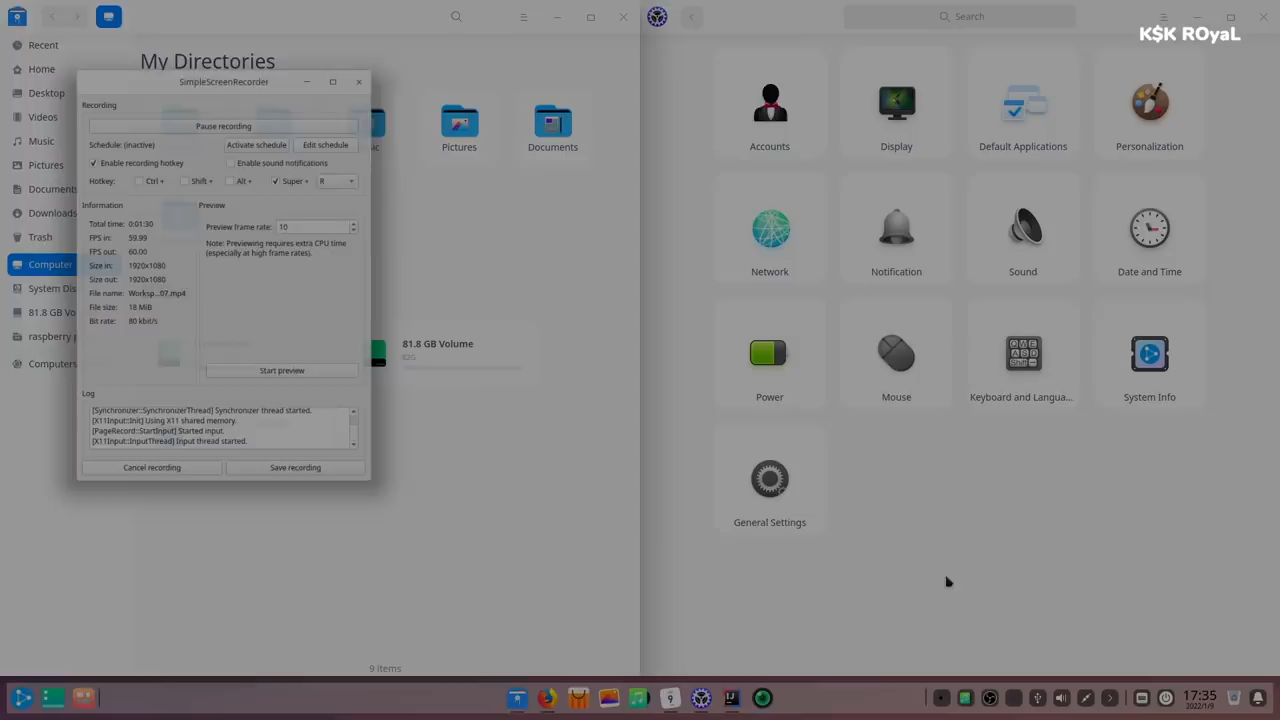 Search
K$K ROyaL
Recent
Home
Desktop
Videos
Music
Pictures
Documents
Downloads
Trash
Computer
System Dis
81.8 GB Vo
raspberry
Computers
My Directories
Pictures
Documents
81.8 GB Volume
9 items
SimpleScreenRecorder
Recording
Pause recording
Schedule: (inactive)
Activate schedule
Edit schedule
Enable recording hotkey
Enable sound notifications
Hotkey:
Ctrl +
Shift +
Alt +
Super +
R
Information
Total time: 0:01:30
FPS in: 59.99
FPS out: 60.00
Size in: 1920x1080
Size out: 1920x1080
File name: Worksp...07.mp4
File size: 18 MiB
Bit rate: 80 kbit/s
Preview
Preview frame rate: 10
Note: Previewing requires extra CPU time
(especially at high frame rates).
Start preview
Log
[Synchronizer::SynchronizerThread] Synchronizer thread started.
[X11Input::Init] Using X11 shared memory.
[PageRecord::StartInput] Started input.
[X11Input::InputThread] Input thread started.
Cancel recording
Save recording
Accounts
Display
Default Applications
Personalization
Network
Notification
Sound
Date and Time
Power
Mouse
Keyboard and Langua...
System Info
General Settings
9
17:35
2022/1/9